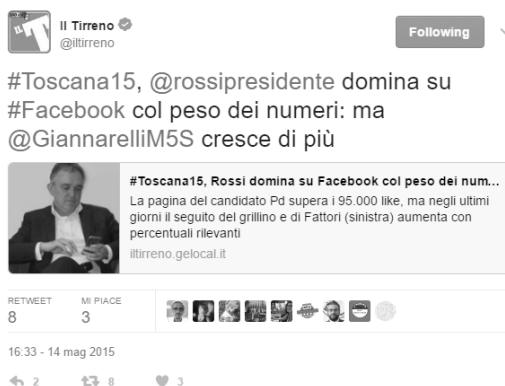 Il Tirreno
@iltirreno
Following
#Toscana15, @rossipresidente domina su
#Facebook col peso dei numeri: ma
@GiannarelliM5S cresce di più
#Toscana15, Rossi domina su Facebook col peso dei num...
La pagina del candidato Pd supera i 95.000 like, ma negli ultimi
giorni il seguito del grillino e di Fattori (sinistra) aumenta con
percentuali rilevanti
iltirreno.gelocal.it
RETWEET MI PIACE
8 3
16:33 - 14 mag 2015
2 8 3